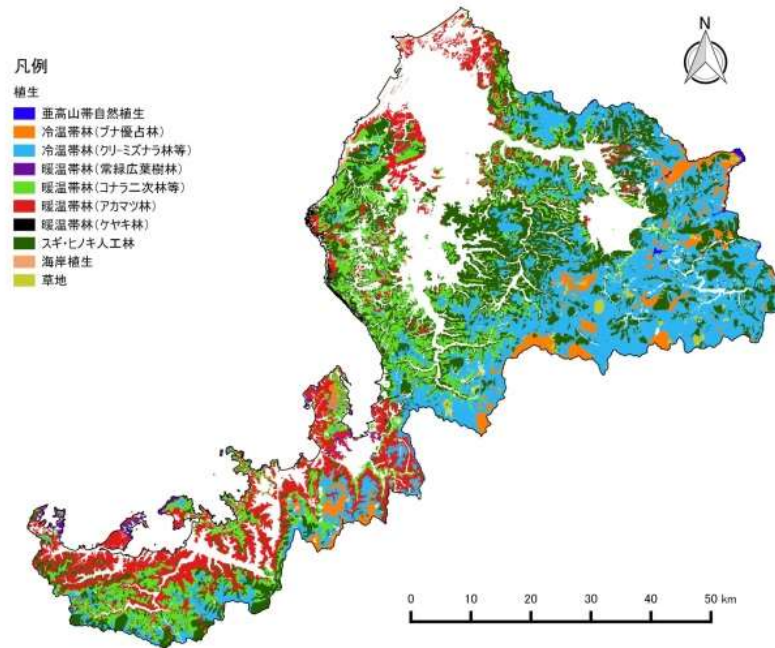 N
凡例
植生
亜高山帯自然植生
冷温帯林(ブナ優占林)
冷温帯林(クリーミズナラ林等)
暖温帯林(常緑広葉樹林)
暖温帯林(コナラ二次林等)
暖温帯林(アカマツ林)
暖温帯林(ケヤキ林)
スギ・ヒノキ人工林
海岸植生
草地
0 10 20 30 40 50 km